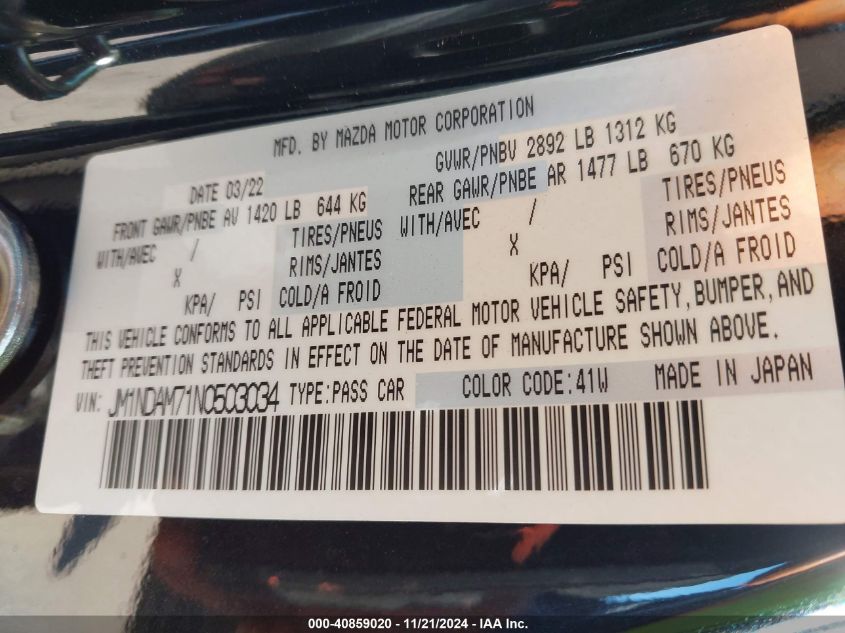 MFD. BY MAZDA MOTOR CORPORATION
DATE 03/22 GVWR/PNBV 2892 LB 1312 KG
FRONT GAWR/PNBE AV 1420 LB 644 KG REAR GAWR/PNBE AR 1477 LB 670 KG
WITH/AVEC / TIRES/PNEUS WITH/AVEC / TIRES/PNEUS
X RIMS/JANTES X RIMS/JANTES
KPA/ PSI COLD/A FROID KPA/ PSI COLD/A FROID
THIS VEHICLE CONFORMS TO ALL APPLICABLE FEDERAL MOTOR VEHICLE SAFETY, BUMPER, AND
THEFT PREVENTION STANDARDS IN EFFECT ON THE DATE OF MANUFACTURE SHOWN ABOVE.
VIN: JM1NDAM71N0503034 TYPE: PASS CAR COLOR CODE: 41W MADE IN JAPAN
000-40859020 - 11/21/2024 - IAA Inc.